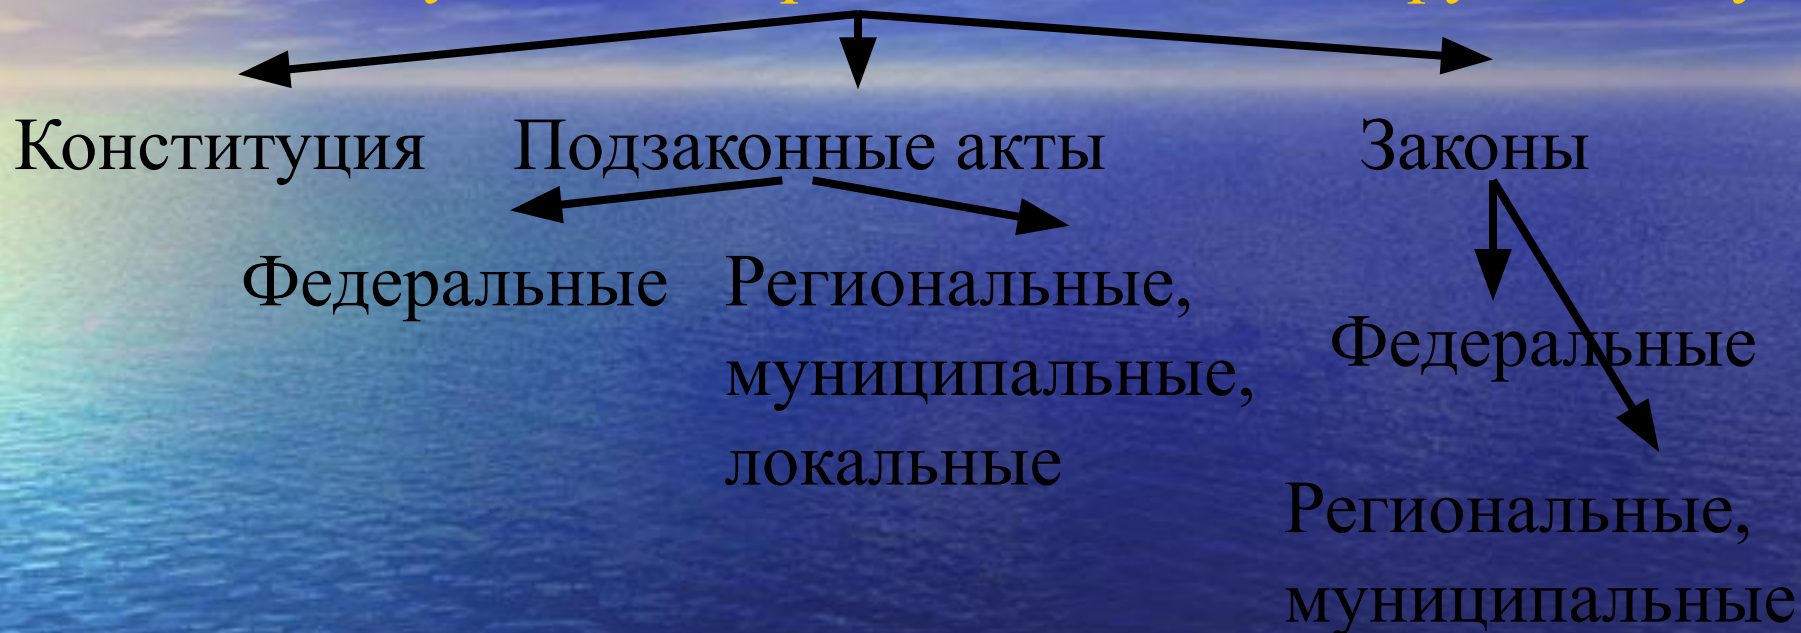 Конституция Подзаконные акты Законы
Федеральные
Региональные,
муниципальные,
локальные
Федеральные
Региональные,
муниципальные